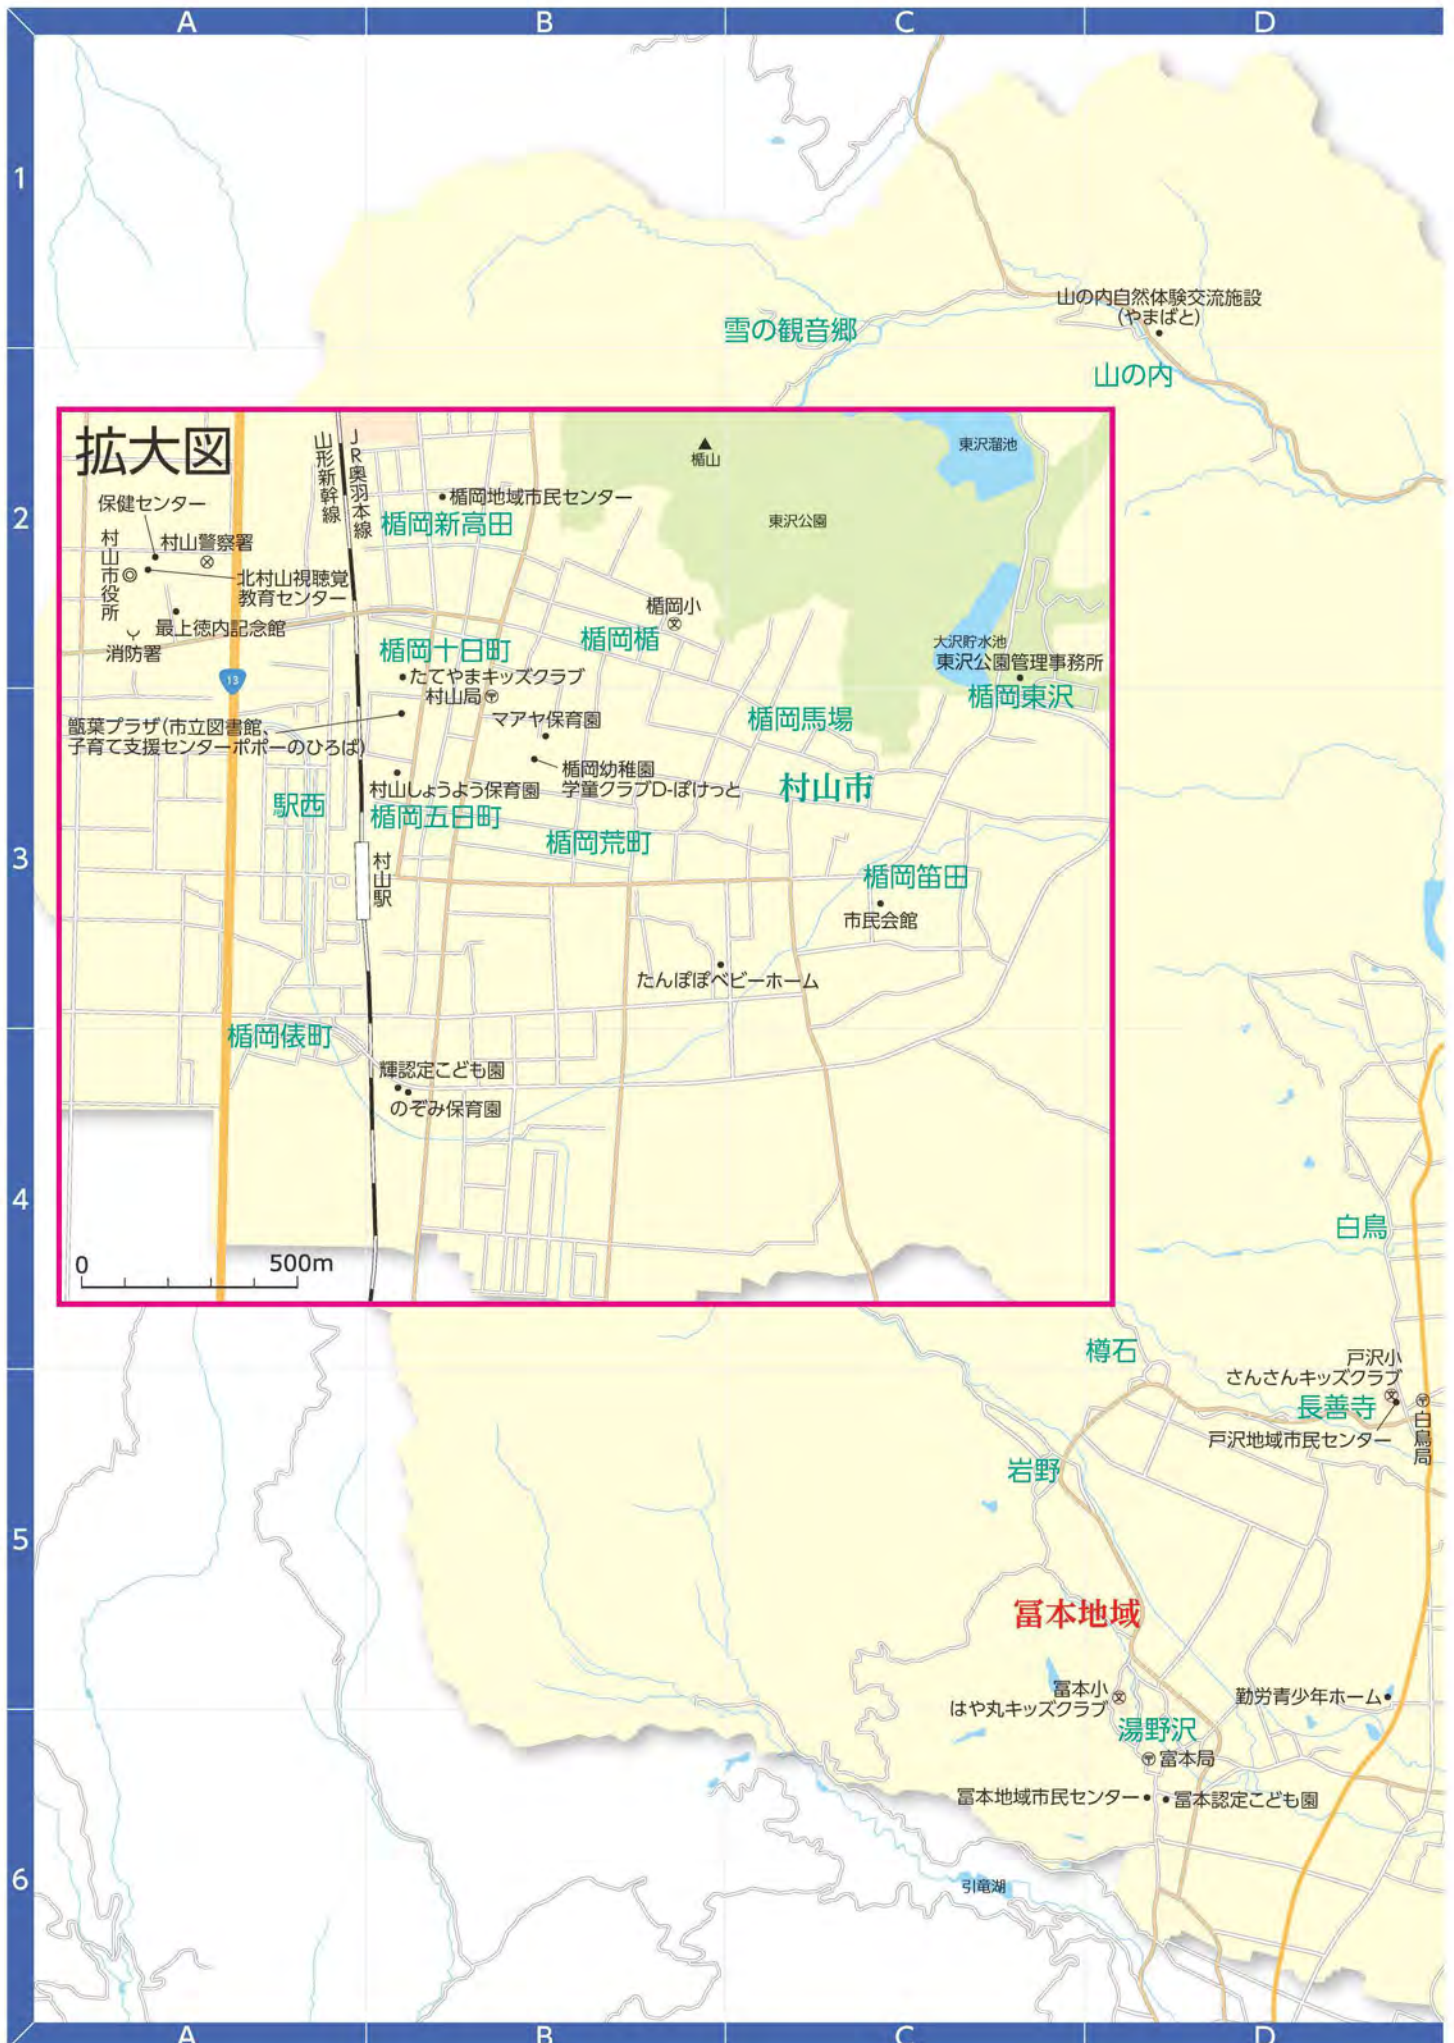 A
B
C
D
1
2
3
4
5
6
雪の観音郷
山の内自然体験交流施設
(やまばと)
山の内
拡大図
山形新幹線
JR奥羽本線
楯山
東沢溜池
東沢公園
保健センター
村山警察署
村山市役所
北村山視聴覚
教育センター
最上徳内記念館
消防署
13
楯岡地域市民センター
楯岡新高田
楯岡小
楯岡楯
楯岡十日町
たてやまキッズクラブ
村山局
大沢貯水池
東沢公園管理事務所
楯岡東沢
甑葉プラザ(市立図書館、
子育て支援センターポポーのひろば)
マアヤ保育園
楯岡馬場
楯岡幼稚園
学童クラブD-ぽけっと
村山しょうよう保育園
村山市
駅西
楯岡五日町
楯岡荒町
村山駅
楯岡笛田
市民会館
たんぽぽベビーホーム
楯岡俵町
輝認定こども園
のぞみ保育園
0
500m
白鳥
樽石
戸沢小
さんさんキッズクラブ
長善寺
戸沢地域市民センター
白鳥局
岩野
冨本地域
冨本小
はや丸キッズクラブ
勤労青少年ホーム
湯野沢
富本局
冨本地域市民センター
冨本認定こども園
引竜湖
A
B
C
D